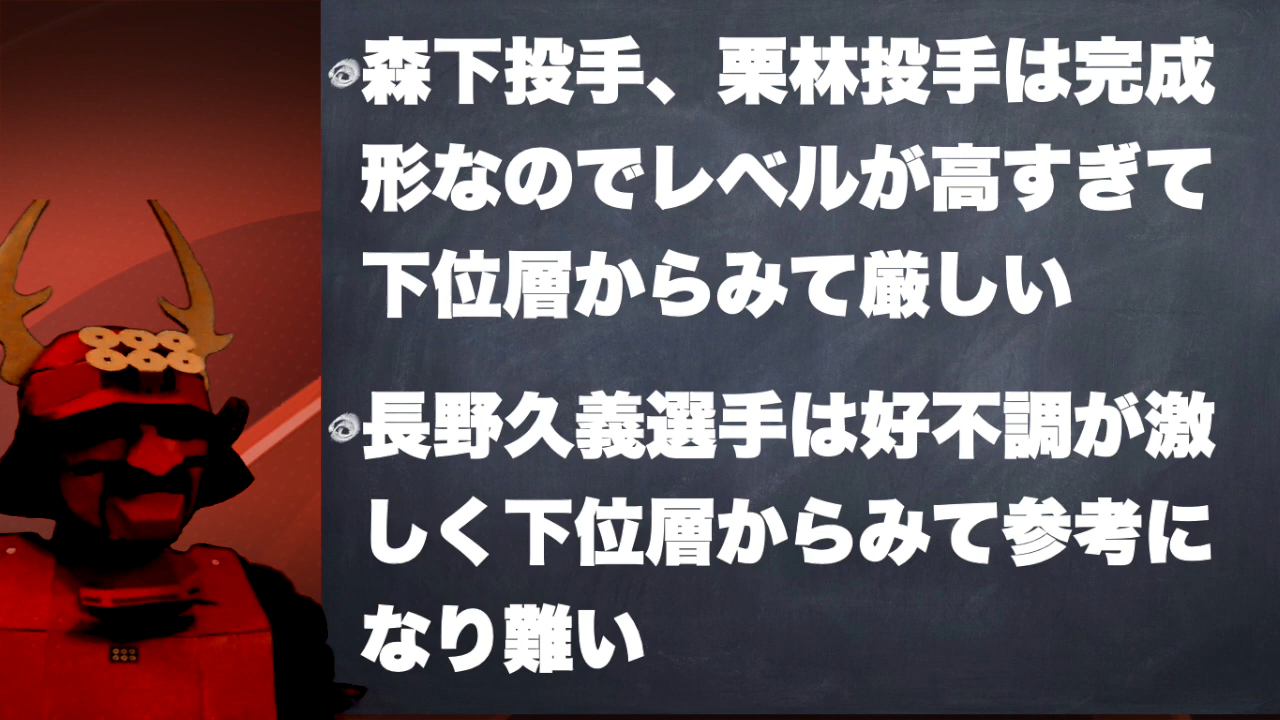 森下投手、栗林投手は完成
形なのでレベルが高すぎて
下位層からみて厳しい
長野久義選手は好不調が激
しく下位層からみて参考に
なり難い